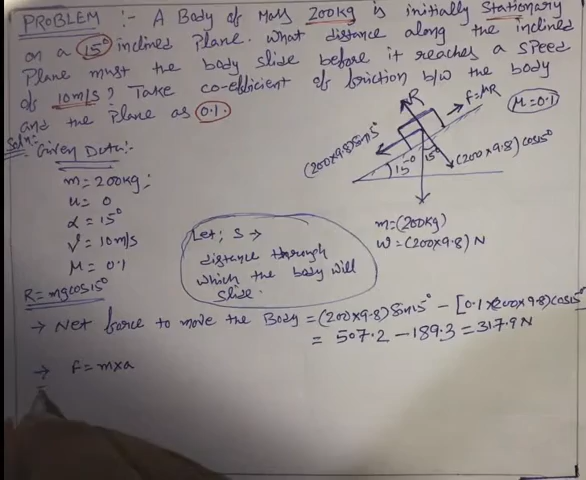 PROBLEM :- A Body of Mass 200kg is initially stationary
on a 15° inclined Plane. What distance along the inclined
Plane must the body slide before it reaches a speed
of 10m/s? Take co-efficient of friction b/w the body
and the Plane as 0.1.
Solⁿ:-
Given Data:-
m = 200kg;
u = 0
α = 15°
V = 10m/s
M = 0.1
R = mgcos15°
Let; S →
distance through
which the body will
slide.
R
F=μR
μ=0.1
(200×9.8)Sin15°
15°
15°
(200×9.8) cos15°
m=(200kg)
W=(200×9.8) N
→ Net force to move the Body = (200×9.8) Sin15° - [0.1×200×9.8) cos15°
= 507.2 - 189.3 = 317.9 N
→ F = m×a